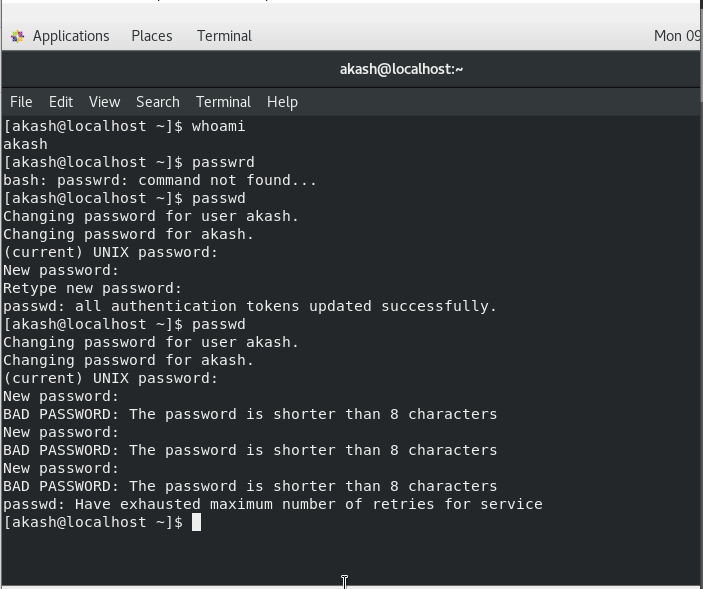 Applications Places Terminal Mon 09
akash@localhost:~
File Edit View Search Terminal Help
[akash@localhost ~]$ whoami
akash
[akash@localhost ~]$ passwrd
bash: passwrd: command not found...
[akash@localhost ~]$ passwd
Changing password for user akash.
Changing password for akash.
(current) UNIX password:
New password:
Retype new password:
passwd: all authentication tokens updated successfully.
[akash@localhost ~]$ passwd
Changing password for user akash.
Changing password for akash.
(current) UNIX password:
New password:
BAD PASSWORD: The password is shorter than 8 characters
New password:
BAD PASSWORD: The password is shorter than 8 characters
New password:
BAD PASSWORD: The password is shorter than 8 characters
passwd: Have exhausted maximum number of retries for service
[akash@localhost ~]$